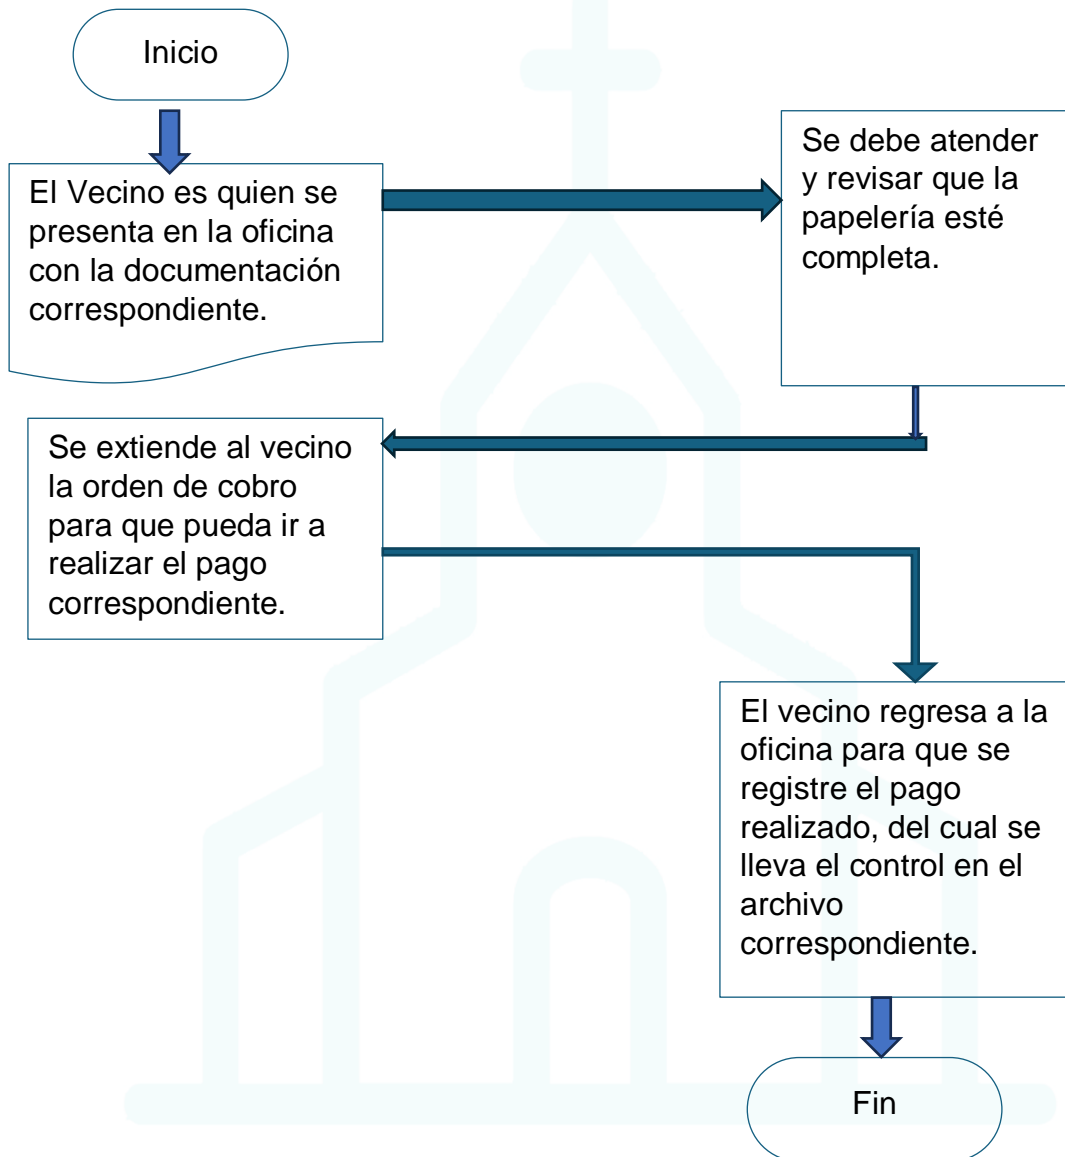 Inicio
El Vecino es quien se
presenta en la oficina
con la documentación
correspondiente.
Se debe atender
y revisar que la
papelería esté
completa.
Se extiende al vecino
la orden de cobro
para que pueda ir a
realizar el pago
correspondiente.
El vecino regresa a la
oficina para que se
registre el pago
realizado, del cual se
lleva el control en el
archivo
correspondiente.
Fin